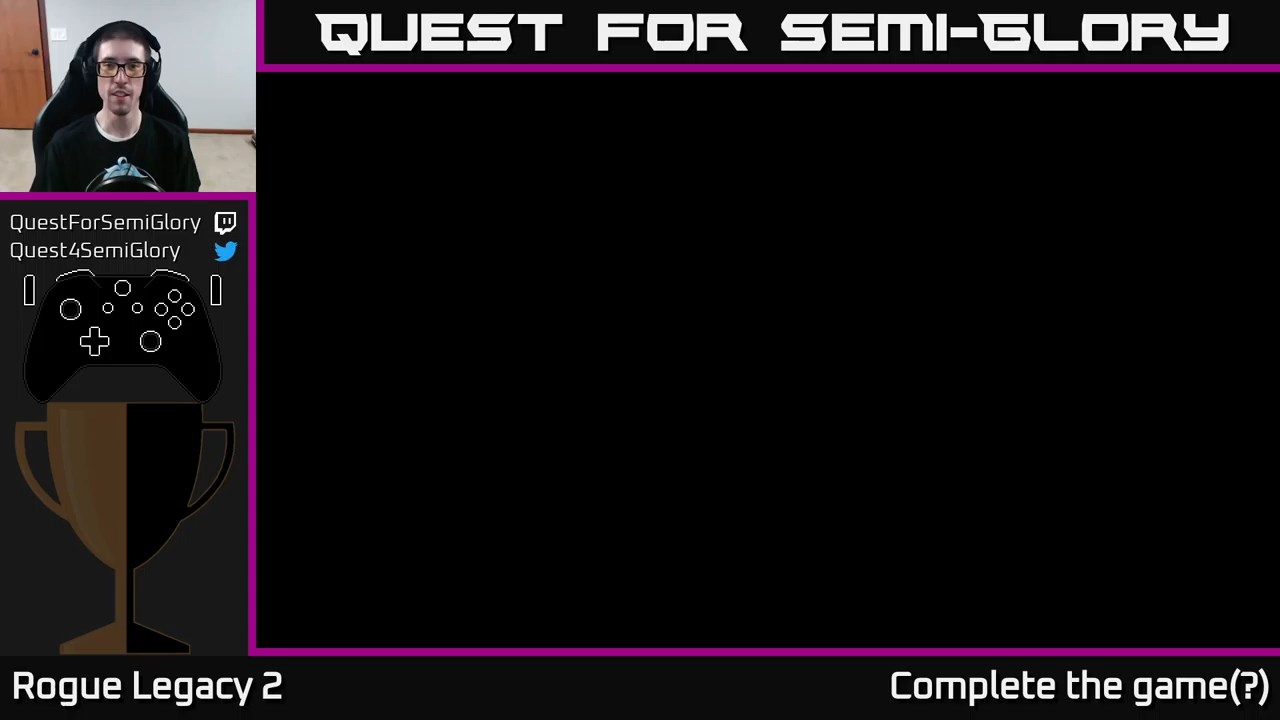 QUEST FOR SEMI-GLORY
QuestForSemiGlory
Quest4SemiGlory
Rogue Legacy 2
Complete the game(?)